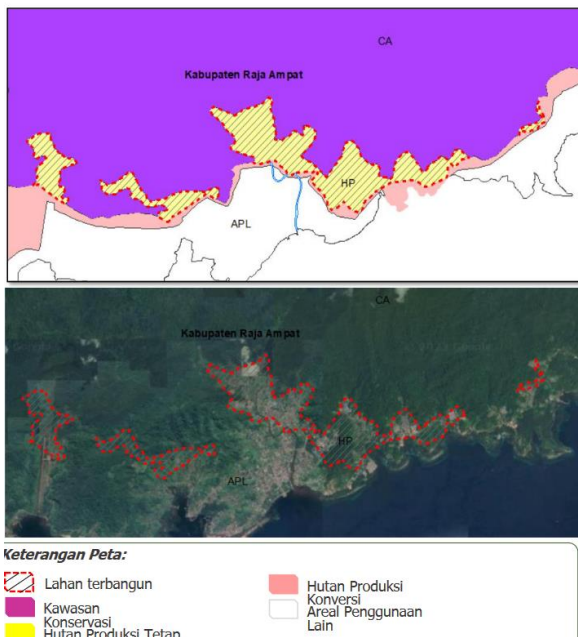 CA
Kabupaten Raja Ampat
HP
APL
CA
Kabupaten Raja Ampat
HP
APL
Keterangan Peta:
Lahan terbangun
Kawasan
Konservasi
Hutan Produksi Tetap
Hutan Produksi
Konversi
Areal Penggunaan
Lain